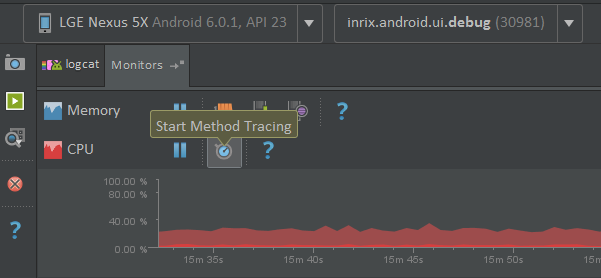 LGE Nexus 5X Android 6.0.1, API 23
inrix.android.ui.debug (30981)
logcat
Monitors
Memory
?
Start Method Tracing
CPU
?
?
100.00 %
80.00 %
40.00 %
0.00 %
15m 35s
15m 40s
15m 45s
15m 50s
15m